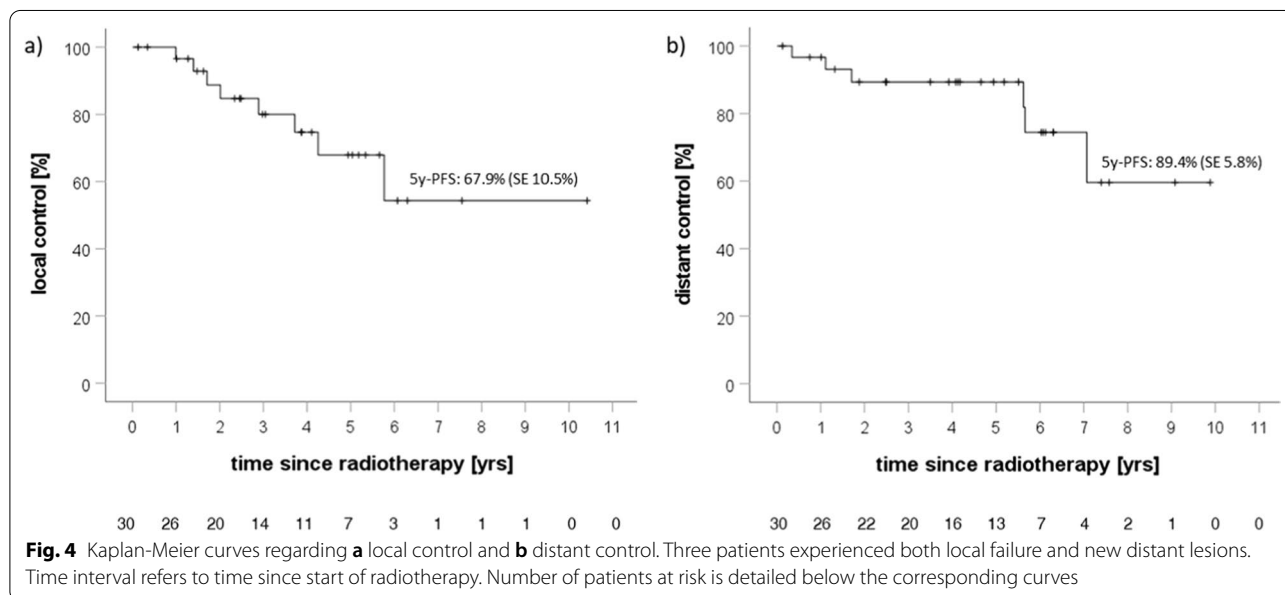 a)
100
80
60
40
20
0
local control [%]
5y-PFS: 67.9% (SE 10.5%)
0 1 2 3 4 5 6 7 8 9 10 11
time since radiotherapy [yrs]
30 26 20 14 11 7 3 1 1 1 0 0
b)
100
80
60
40
20
0
distant control [%]
5y-PFS: 89.4% (SE 5.8%)
0 1 2 3 4 5 6 7 8 9 10 11
time since radiotherapy [yrs]
30 26 22 20 16 13 7 4 2 1 0 0
Fig. 4 Kaplan-Meier curves regarding a local control and b distant control. Three patients experienced both local failure and new distant lesions.
Time interval refers to time since start of radiotherapy. Number of patients at risk is detailed below the corresponding curves